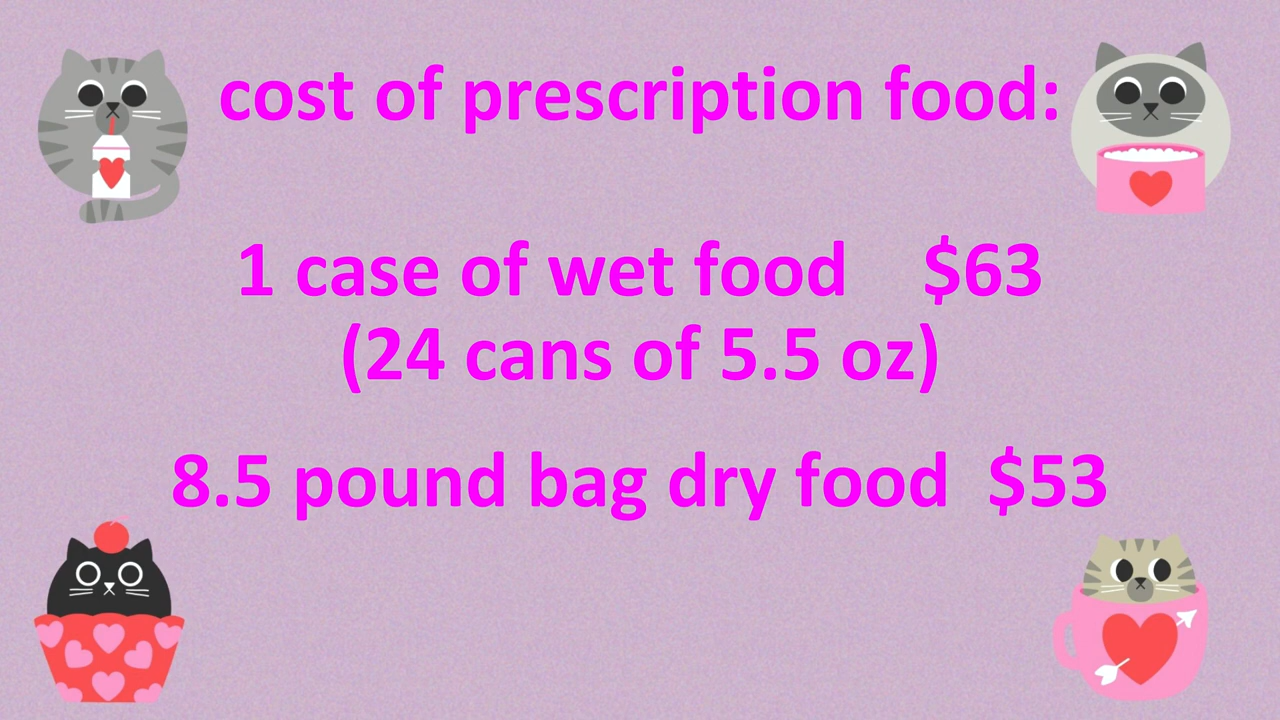 cost of prescription food:
1 case of wet food $63
(24 cans of 5.5 oz)
8.5 pound bag dry food $53